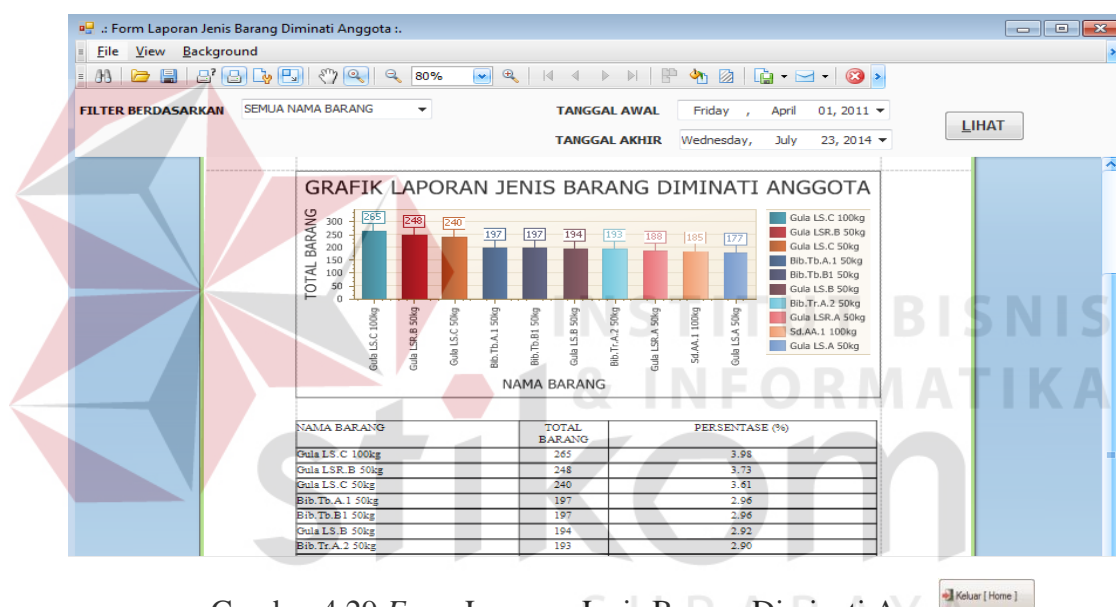 .: Form Laporan Jenis Barang Diminati Anggota :.
File View Background
80%
FILTER BERDASARKAN SEMUA NAMA BARANG TANGGAL AWAL Friday , April 01, 2011
TANGGAL AKHIR Wednesday, July 23, 2014
LIHAT
GRAFIK LAPORAN JENIS BARANG DIMINATI ANGGOTA
TOTAL BARANG
300
250
200
150
100
50
0
265 248 240 197 197 194 193 188 185 177
Gula LS.C 100kg
Gula LSR.B 50kg
Gula LS.C 50kg
Bib.Tb.A.1 50kg
Bib.Tb.B1 50kg
Gula LS.B 50kg
Bib.Tr.A.2 50kg
Gula LSR.A 50kg
Sd.AA.1 100kg
Gula LS.A 50kg
NAMA BARANG
Gula LS.C 100kg
Gula LSR.B 50kg
Gula LS.C 50kg
Bib.Tb.A.1 50kg
Bib.Tb.B1 50kg
Gula LS.B 50kg
Bib.Tr.A.2 50kg
Gula LSR.A 50kg
Sd.AA.1 100kg
Gula LS.A 50kg
INSTITUT BISNIS
& INFORMATIKA
stikom
NAMA BARANG TOTAL BARANG PERSENTASE (%)
Gula LS.C 100kg 265 3.98
Gula LSR.B 50kg 248 3.73
Gula LS.C 50kg 240 3.61
Bib.Tb.A.1 50kg 197 2.96
Bib.Tb.B1 50kg 197 2.96
Gula LS.B 50kg 194 2.92
Bib.Tr.A.2 50kg 193 2.90
Keluar [ Home ]